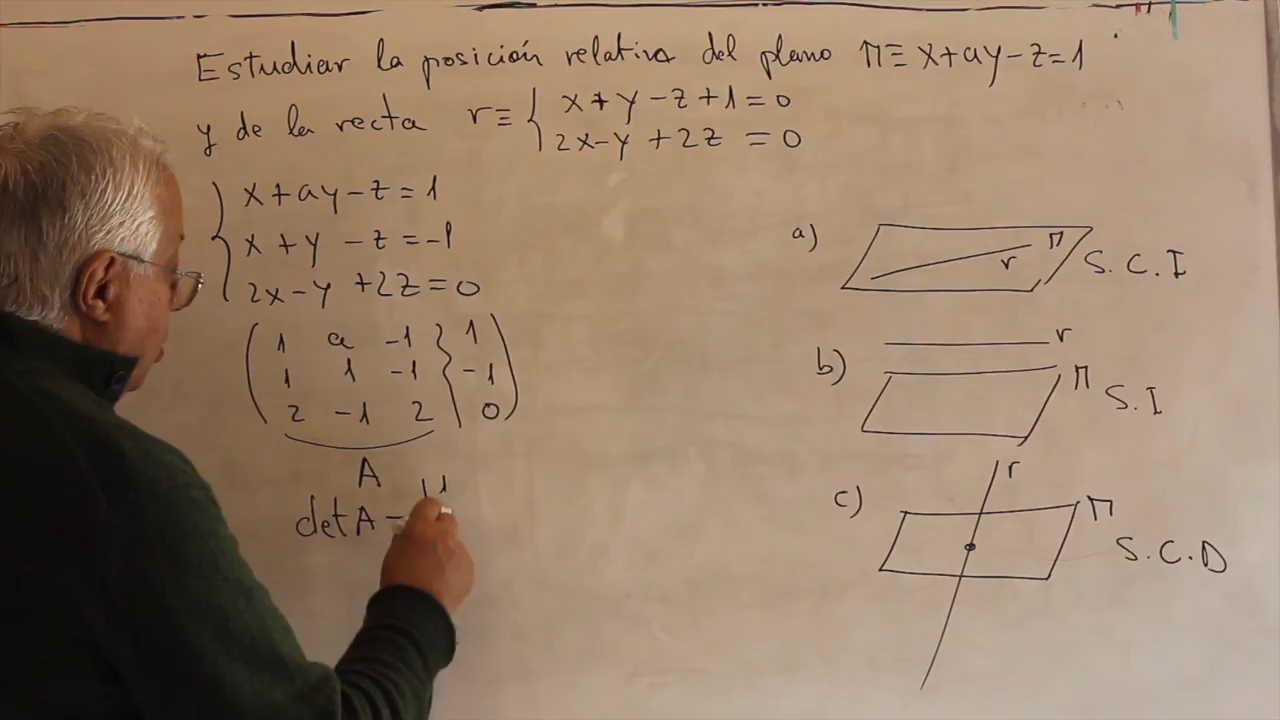 Estudiar la posición relativa del plano π≡ x+ay-z=1
y de la recta r≡ { x+y-z+1=0
2x-y+2z=0
{ x+ay-z=1
x+y-z=-1
2x-y+2z=0
( 1 a -1 | 1 )
1 1 -1 | -1
2 -1 2 | 0
A
det A =
a) π r S.C.I
b) r π S.I
c) r π S.C.D